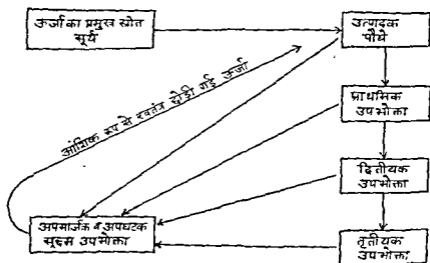 ऊर्जा का प्रमुख स्रोत
सूर्य
उत्पादक
पौधे
आंशिक रूप से स्वतंत्र छोड़ी गई ऊर्जा
प्राथमिक
उपभोक्ता
द्वितीयक
उपभोक्ता
अपमार्जक व अपघटक
सूक्ष्म उपभोक्ता
तृतीयक
उपभोक्ता